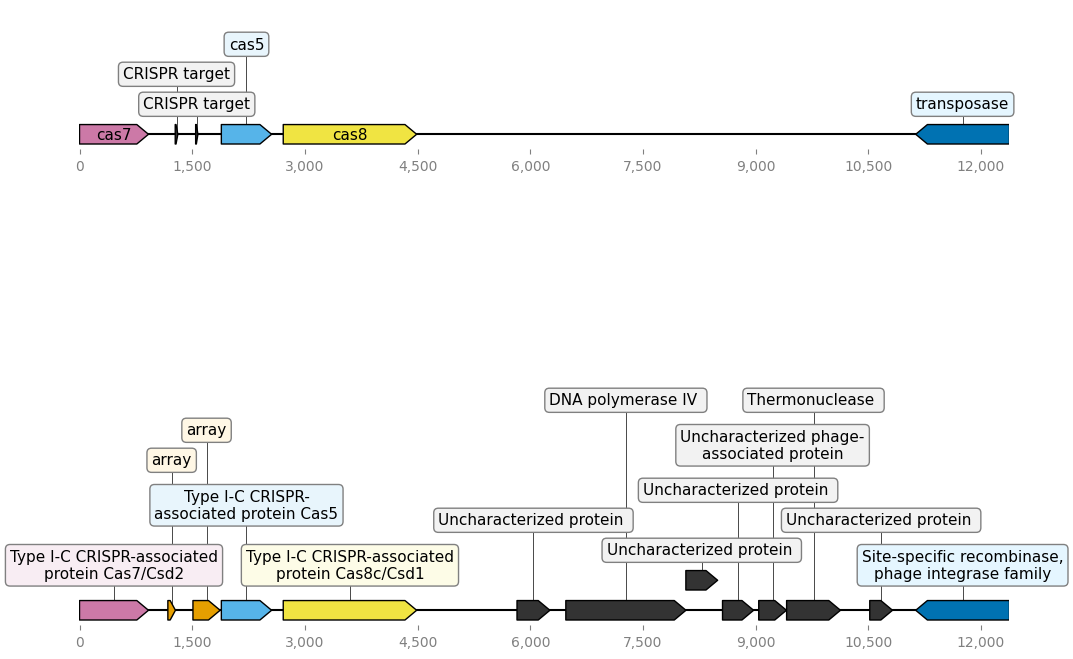 cas5
CRISPR target
CRISPR target
transposase
cas7
cas8
0
1,500
3,000
4,500
6,000
7,500
9,000
10,500
12,000
DNA polymerase IV
Thermonuclease
array
Uncharacterized phage-
associated protein
array
Type I-C CRISPR-
associated protein Cas5
Uncharacterized protein
Uncharacterized protein
Uncharacterized protein
Uncharacterized protein
Type I-C CRISPR-associated
protein Cas7/Csd2
Type I-C CRISPR-associated
protein Cas8c/Csd1
Site-specific recombinase,
phage integrase family
0
1,500
3,000
4,500
6,000
7,500
9,000
10,500
12,000